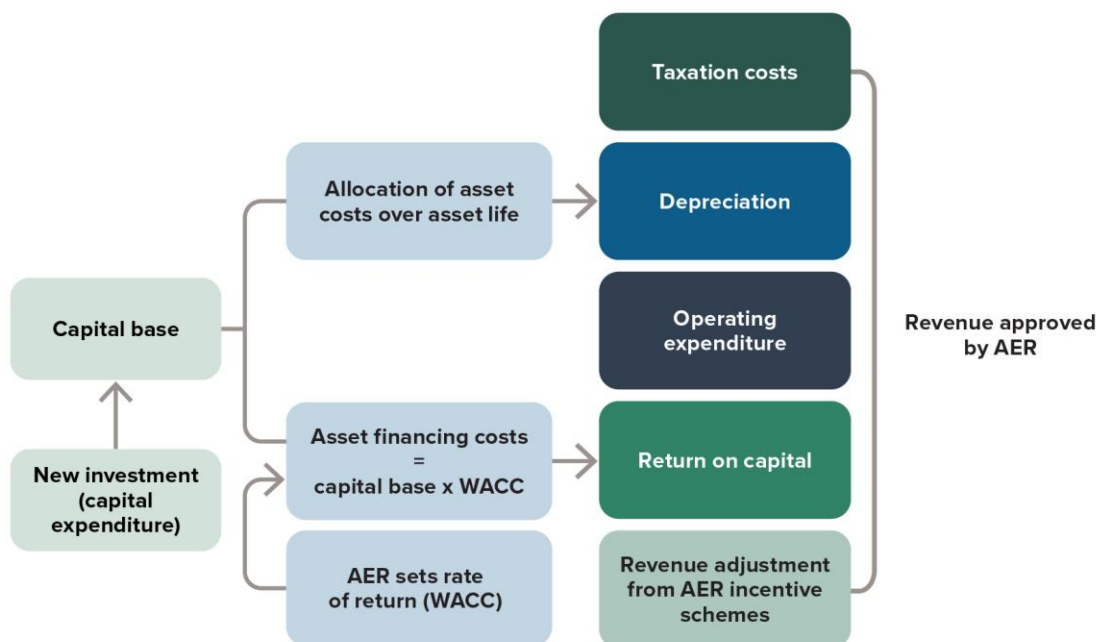 Taxation costs
Allocation of asset
costs over asset life
Depreciation
Capital base
Operating
expenditure
Revenue approved
by AER
New investment
(capital
expenditure)
Asset financing costs
=
capital base x WACC
Return on capital
AER sets rate
of return (WACC)
Revenue adjustment
from AER incentive
schemes